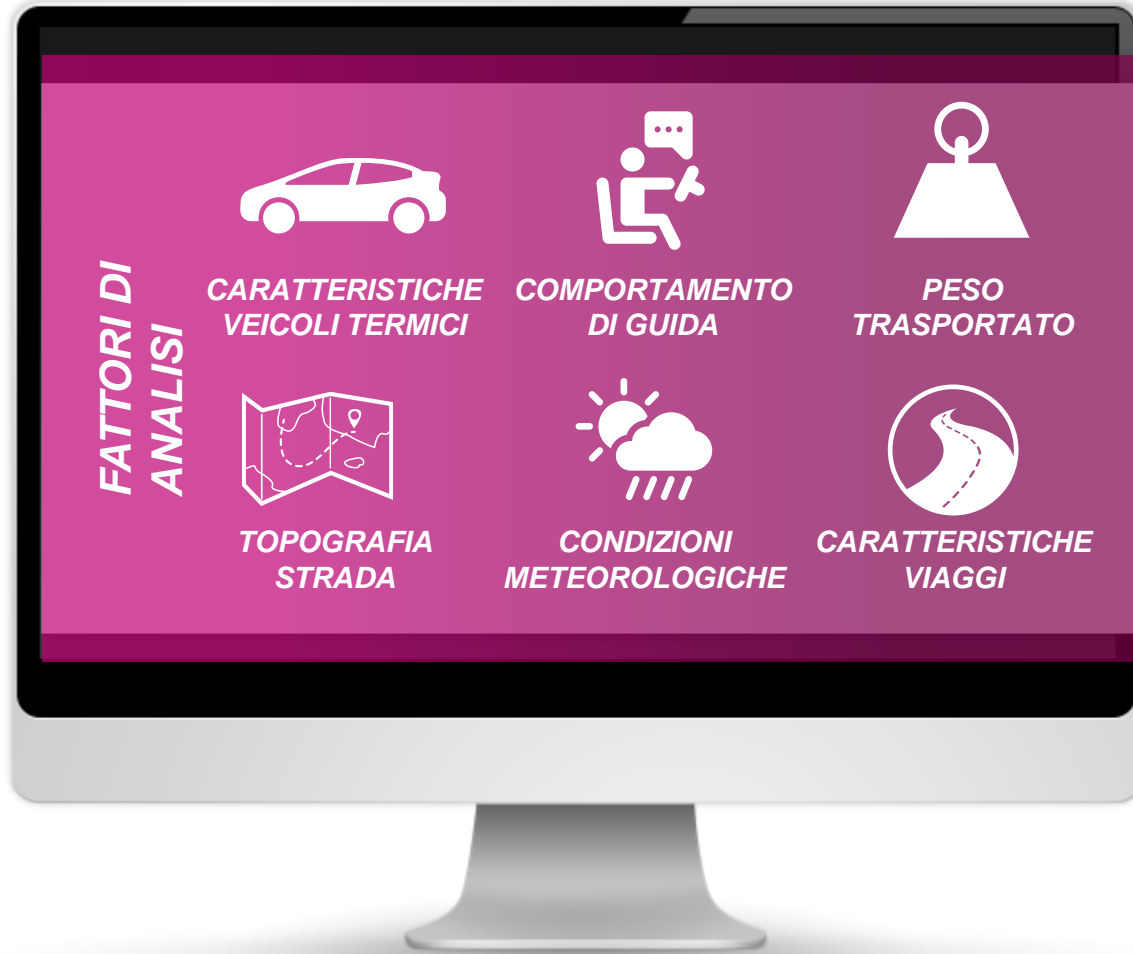 FATTORI DI
ANALISI
CARATTERISTICHE
VEICOLI TERMICI
COMPORTAMENTO
DI GUIDA
PESO
TRASPORTATO
TOPOGRAFIA
STRADA
CONDIZIONI
METEOROLOGICHE
CARATTERISTICHE
VIAGGI